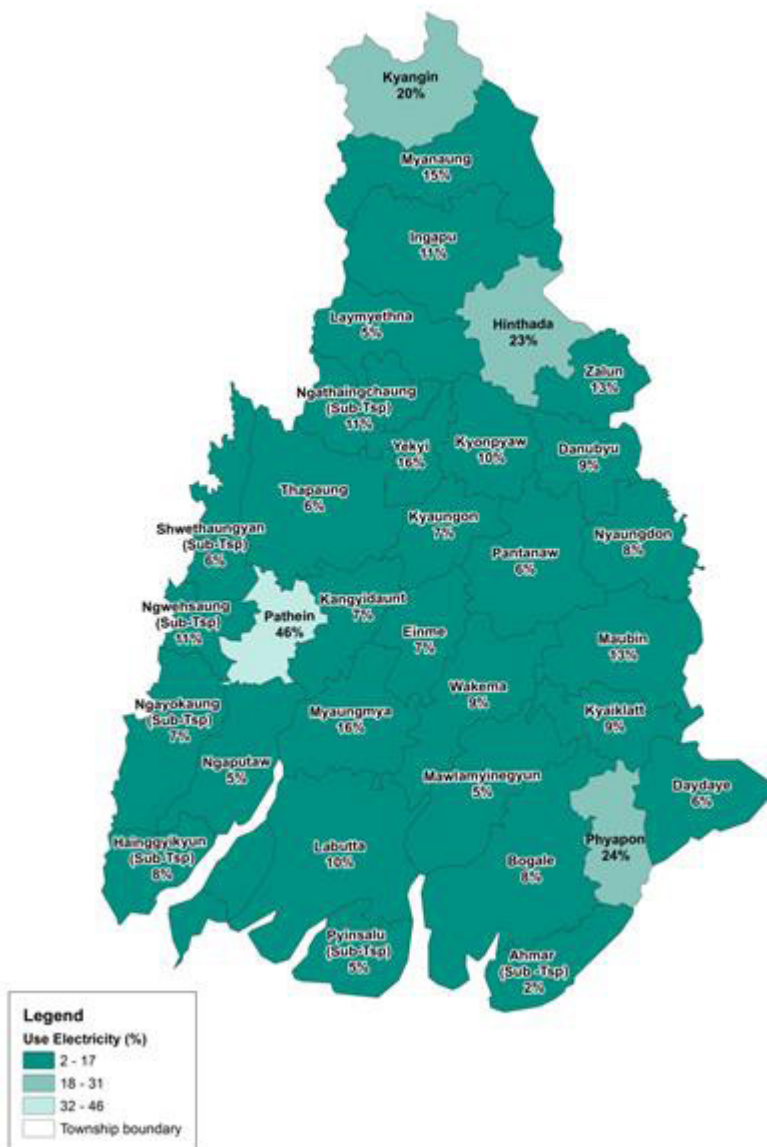 Kyangin
20%
Myanaung
15%
Ingapu
11%
Laymyethna
5%
Hinthada
23%
Zalun
13%
Ngathaingchaung
(Sub-Tsp)
11%
Yekyi
16%
Kyonpyaw
10%
Danubyu
9%
Thapaung
6%
Kyaungon
7%
Shwethaungyan
(Sub-Tsp)
6%
Pantanaw
6%
Nyaungdon
8%
Ngwehsaung
(Sub-Tsp)
11%
Pathein
46%
Kangyidaunt
7%
Einme
7%
Maubin
13%
Wakema
9%
Ngayokaung
(Sub-Tsp)
7%
Myaungmya
16%
Kyaiklatt
9%
Ngaputaw
5%
Mawlamyinegyun
5%
Daydaye
6%
Hainggyikyun
(Sub-Tsp)
8%
Labutta
10%
Bogale
8%
Phyapon
24%
Pyinsalu
(Sub-Tsp)
5%
Ahmar
(Sub -Tsp)
2%
Legend
Use Electricity (%)
2 - 17
18 - 31
32 - 46
Township boundary